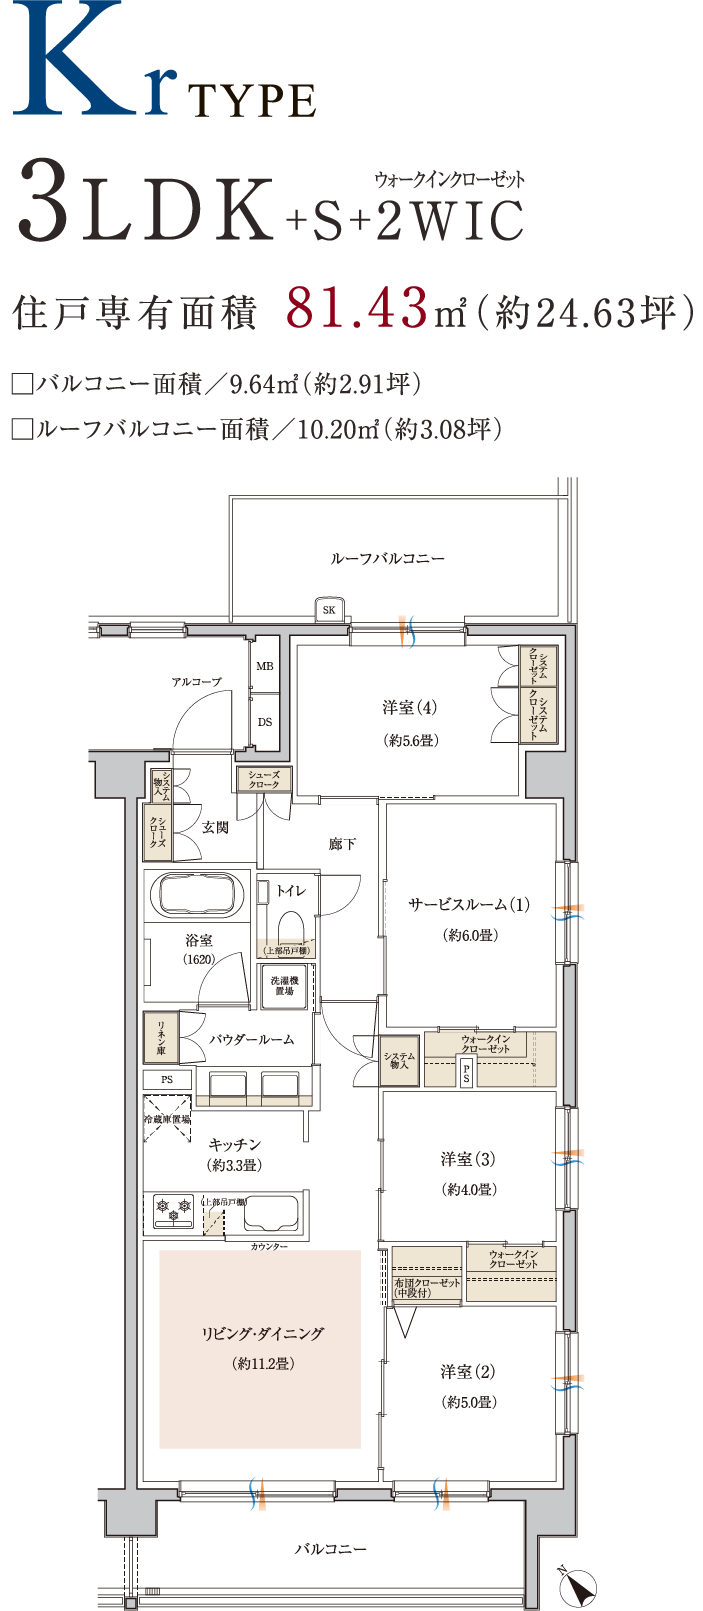 Kr TYPE
ウォークインクローゼット
3LDK+S+2WIC
住戸専有面積 81.43㎡(約24.63坪)
□バルコニー面積／9.64㎡(約2.91坪)
□ルーフバルコニー面積／10.20㎡(約3.08坪)
ルーフバルコニー
SK
MB
アルコーブ
DS
洋室(4)
(約5.6畳)
システム
クローゼット
システム
クローゼット
システム
物入
シューズ
クローク
シューズ
クローク
玄関
廊下
トイレ
(上部吊戸棚)
サービスルーム(1)
(約6.0畳)
浴室
(1620)
洗濯機
置場
リネン庫
パウダールーム
システム
物入
ウォークイン
クローゼット
PS
PS
冷蔵庫置場
キッチン
(約3.3畳)
(上部吊戸棚)
カウンター
洋室(3)
(約4.0畳)
ウォークイン
クローゼット
布団クローゼット
(中段付)
リビング・ダイニング
(約11.2畳)
洋室(2)
(約5.0畳)
バルコニー
N